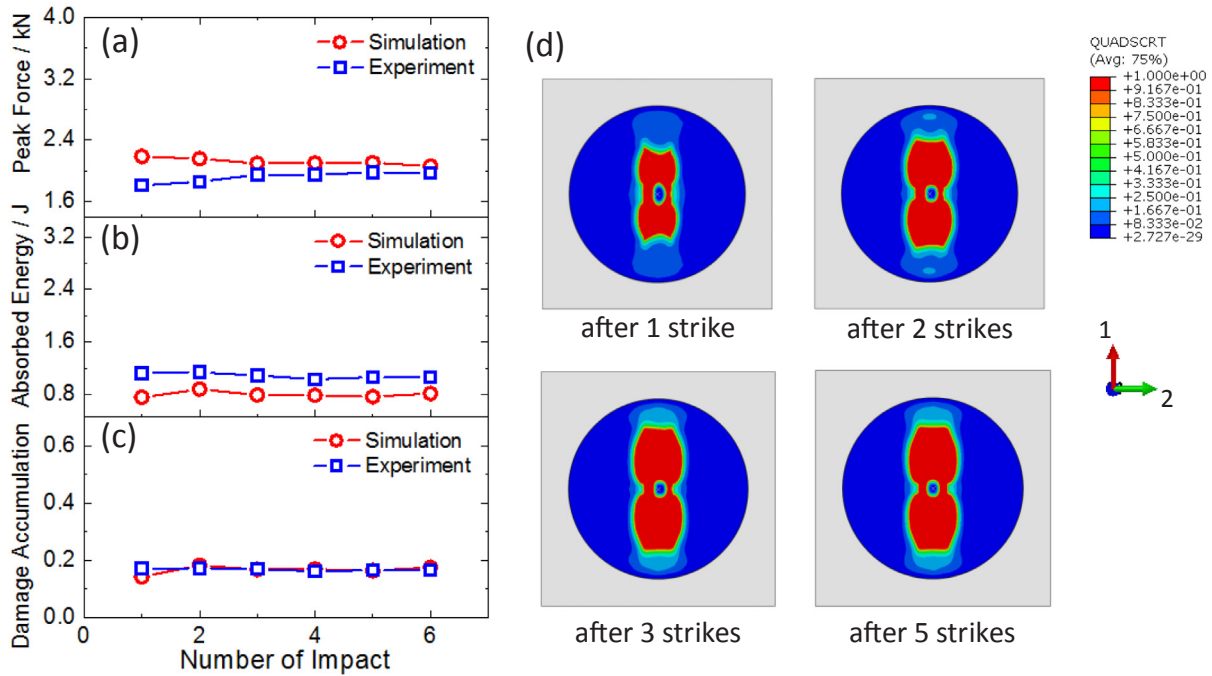 (a)
Simulation
Experiment
Peak Force / kN
4.0
3.2
2.4
1.6
(b)
Simulation
Experiment
Absorbed Energy / J
3.2
2.4
1.6
0.8
(c)
Simulation
Experiment
Damage Accumulation
0.6
0.4
0.2
0.0
0 2 4 6
Number of Impact
(d)
after 1 strike
after 2 strikes
after 3 strikes
after 5 strikes
QUADSCRT
(Avg: 75%)
+1.000e+00
+9.167e-01
+8.333e-01
+7.500e-01
+6.667e-01
+5.833e-01
+5.000e-01
+4.167e-01
+3.333e-01
+2.500e-01
+1.667e-01
+8.333e-02
+2.727e-29
1
2